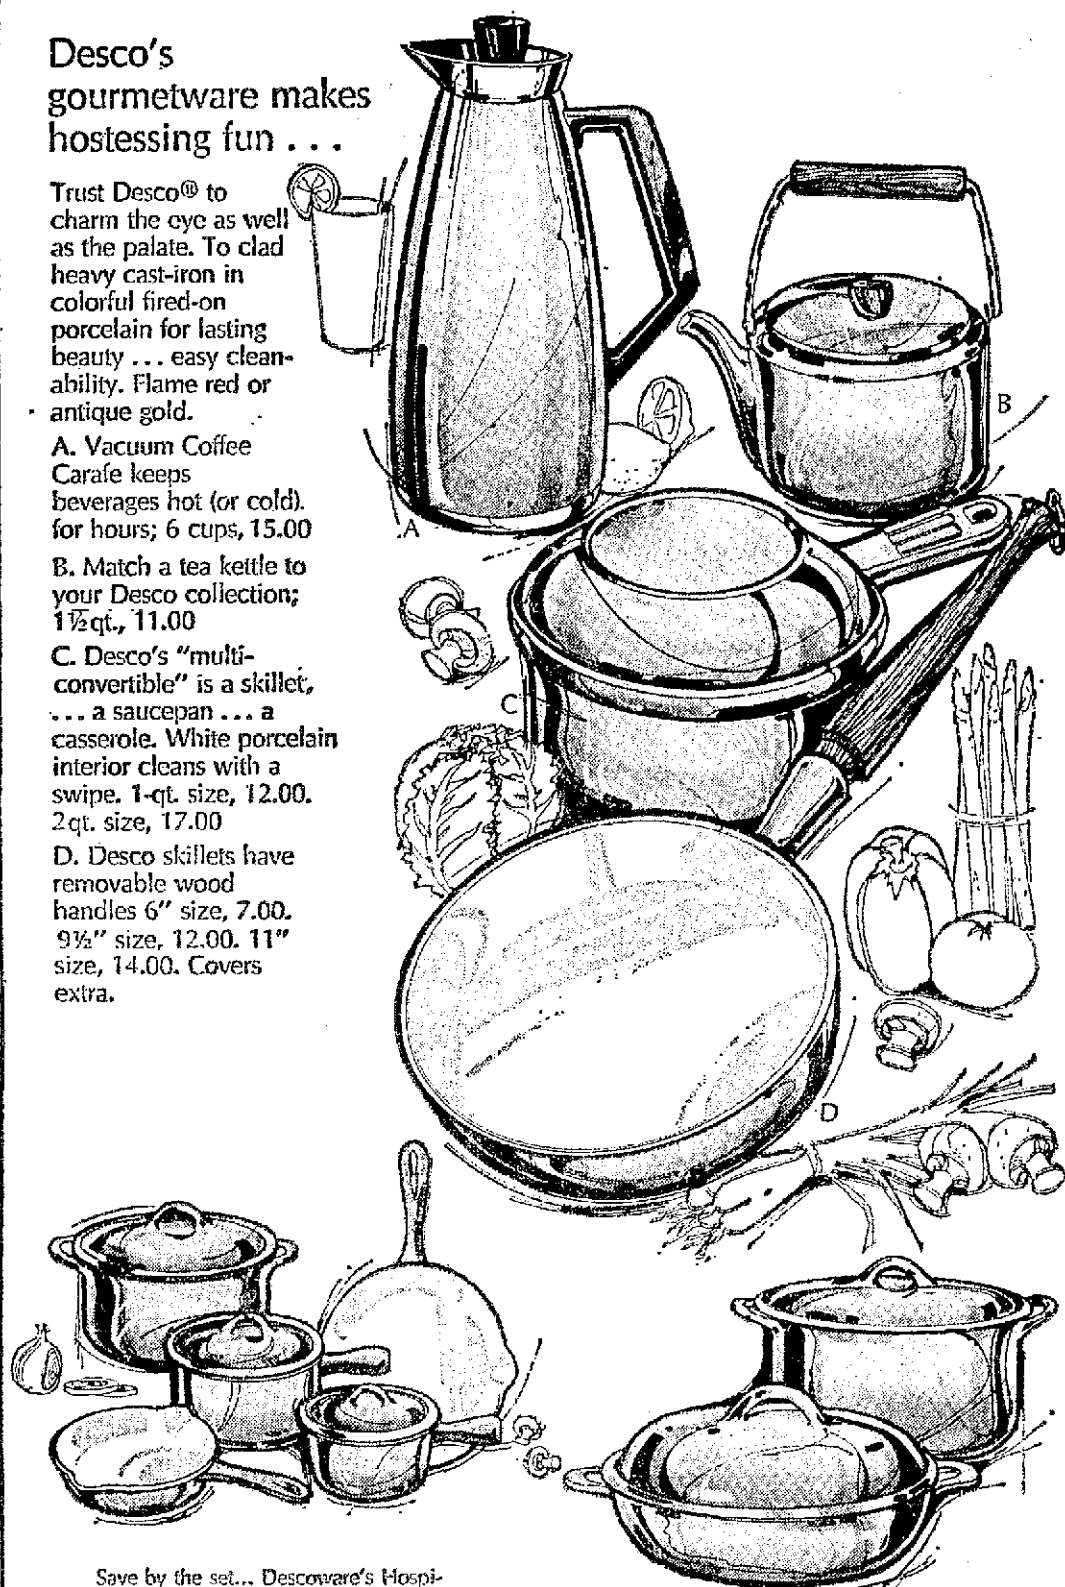 Desco's
gourmetware makes
hostessing fun . . .
Trust Desco® to
charm the eye as well
as the palate. To clad
heavy cast-iron in
colorful fired-on
porcelain for lasting
beauty . . . easy clean-
ability. Flame red or
antique gold.
A. Vacuum Coffee
Carafe keeps
beverages hot (or cold).
for hours; 6 cups, 15.00
B. Match a tea kettle to
your Desco collection;
1½ qt., 11.00
C. Desco's "multi-
convertible" is a skillet,
. . . a saucepan . . . a
casserole. White porcelain
interior cleans with a
swipe. 1-qt. size, 12.00.
2qt. size, 17.00
D. Desco skillets have
removable wood
handles 6" size, 7.00.
9½" size, 12.00. 11"
size, 14.00. Covers
extra.
A
B
C
D
Save by the set... Descoware's Hospi-